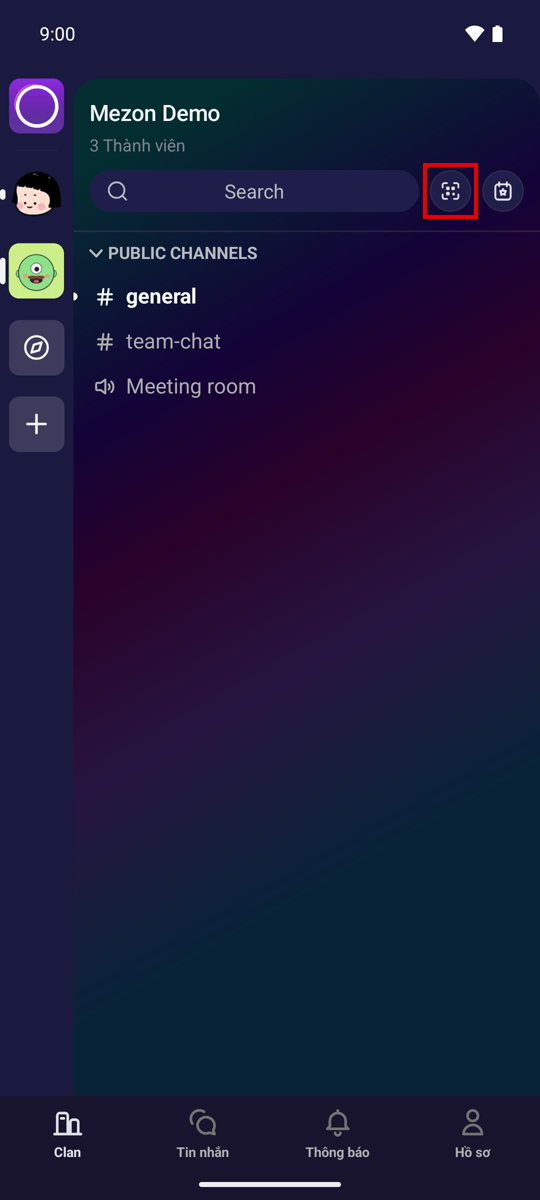 9:00
Mezon Demo
3 Thành viên
Search
PUBLIC CHANNELS
general
team-chat
Meeting room
Clan
Tin nhắn
Thông báo
Hồ sơ